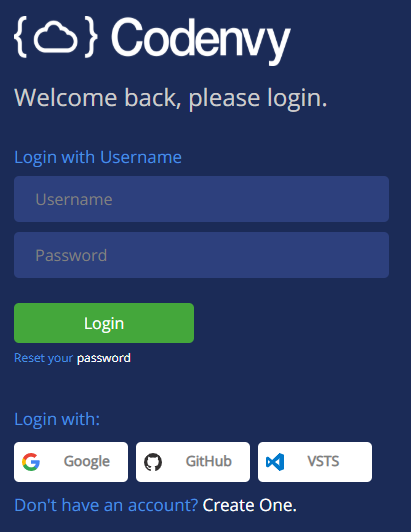 { } Codenvy
Welcome back, please login.
Login with Username
Username
Password
Login
Reset your password
Login with:
Google GitHub VSTS
Don't have an account? Create One.